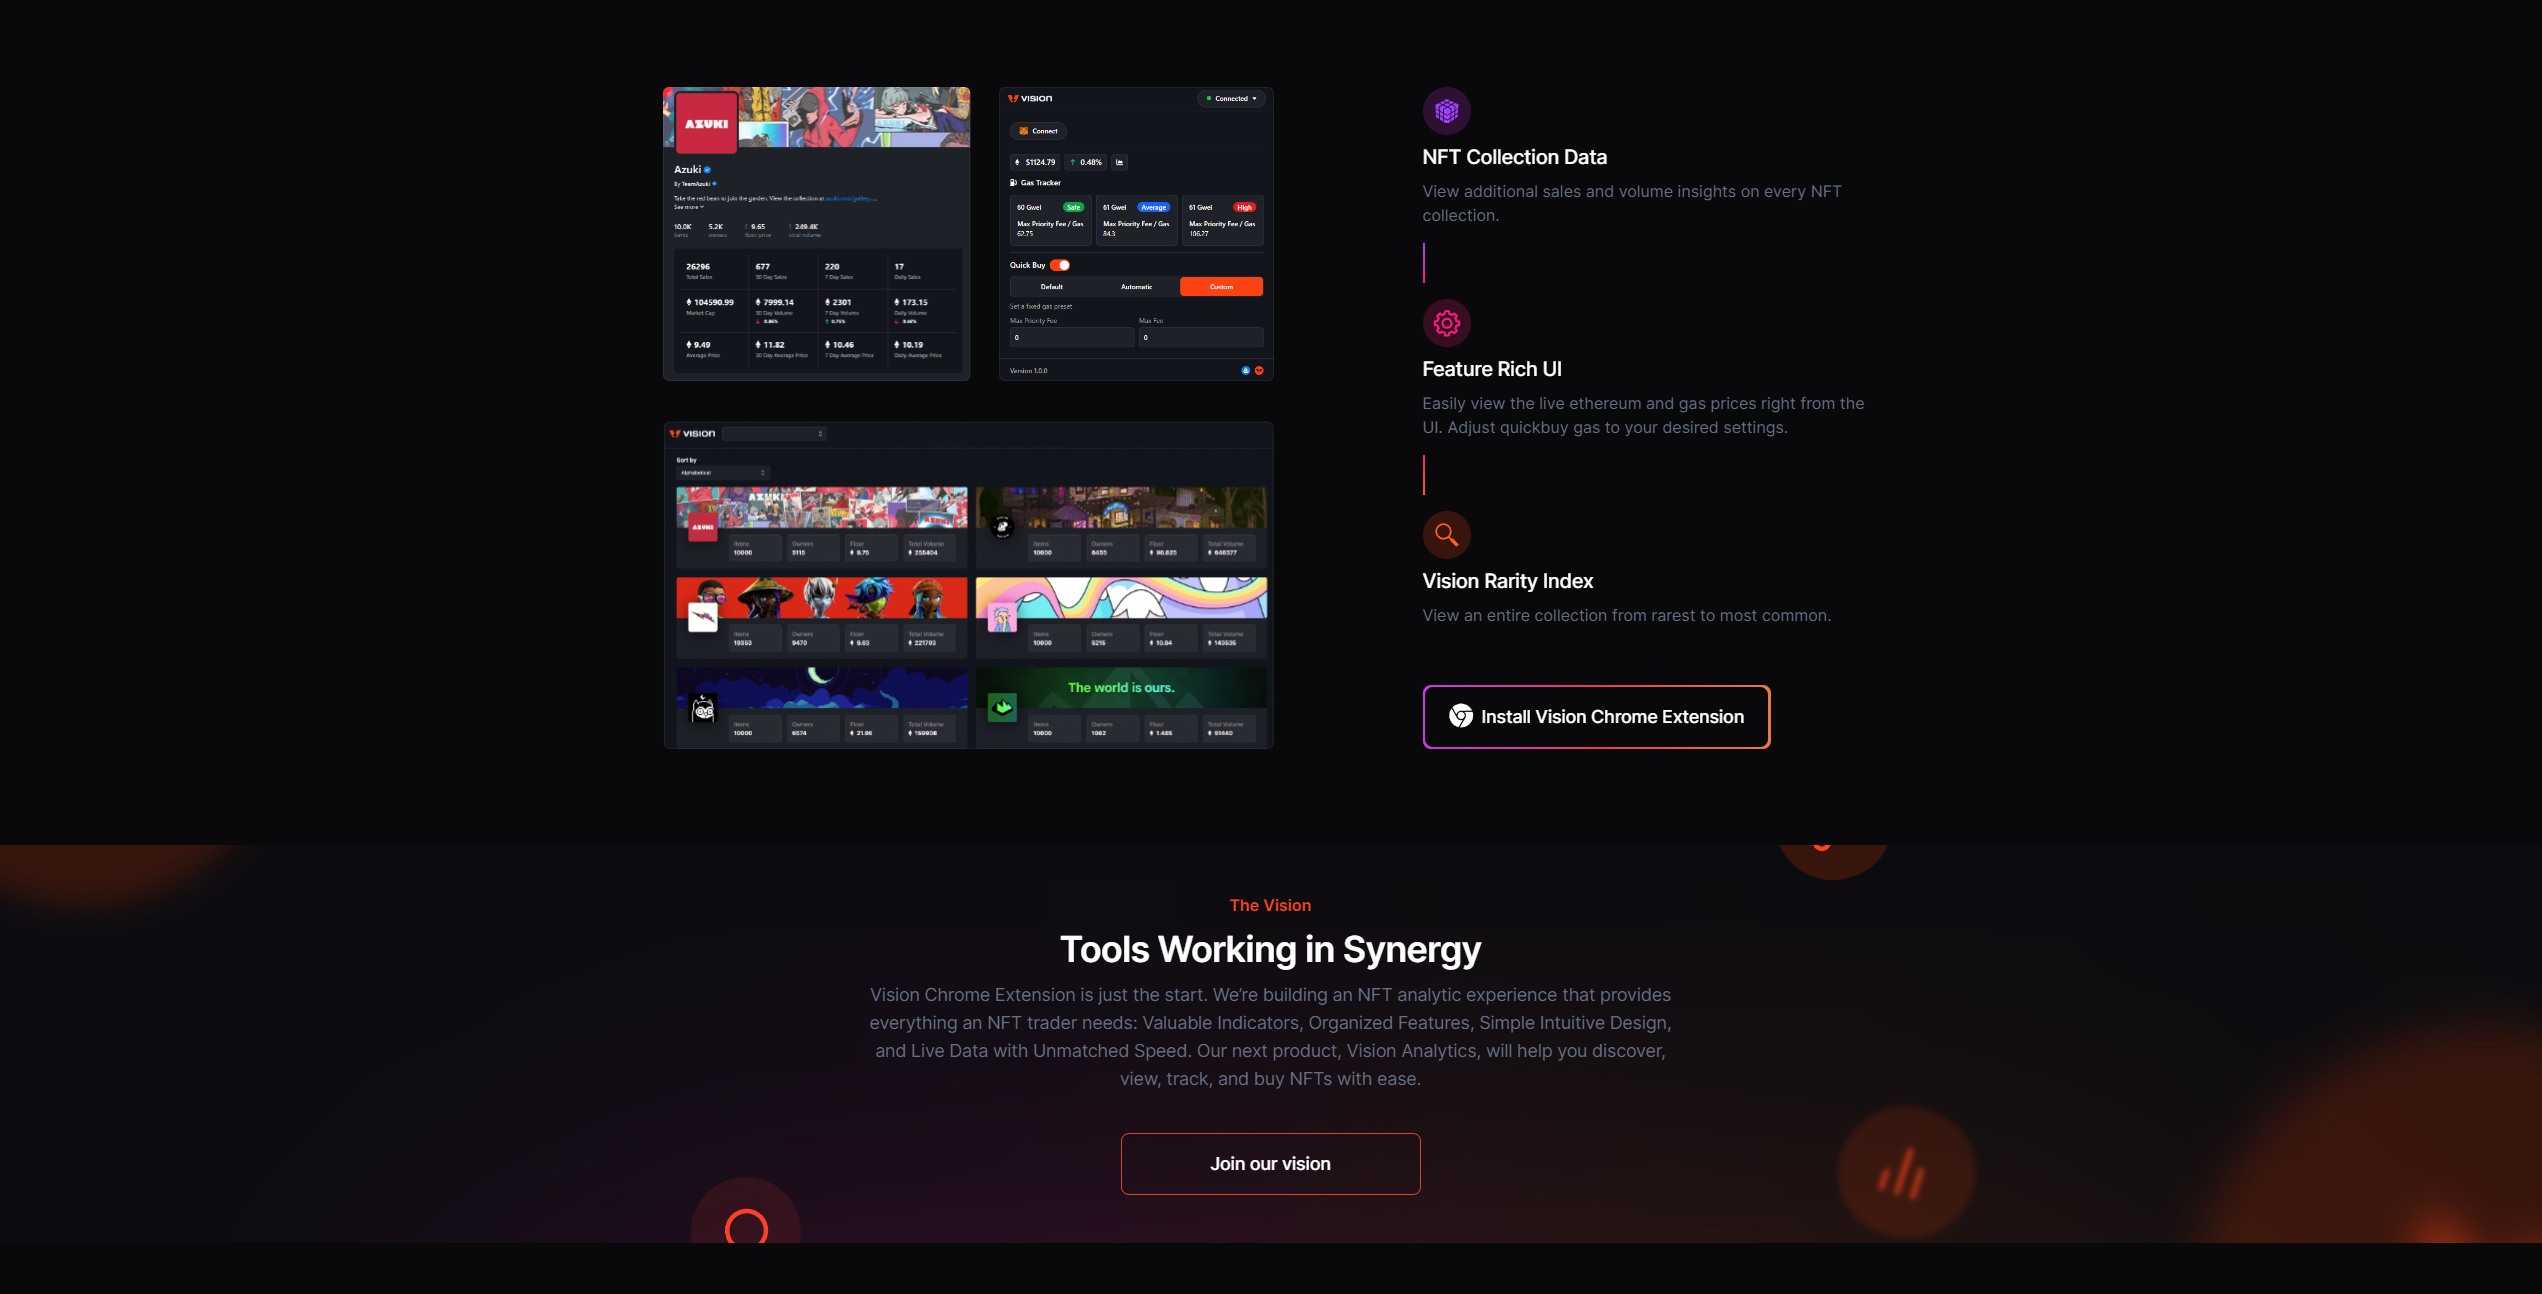 AZUKI
Azuki
By TeamAzuki
Take the red bean to join the garden. View the collection at azuki.com/gallery. ...
See more
10.0K 5.2K 9.65 249.4K
items owners floor price total volume
26296 677 220 17
Total Sales 30 Day Sales 7 Day Sales Daily Sales
104590.99 7999.14 2301 173.15
Market Cap 30 Day Volume 7 Day Volume Daily Volume
9.49 11.82 10.46 10.19
Average Price 30 Day Average Price 7 Day Average Price Daily Average Price
VISION Connected
Connect
$1124.79 0.48%
Gas Tracker
60 Gwei Safe 61 Gwei Average 61 Gwei High
Max Priority Fee / Gas Max Priority Fee / Gas Max Priority Fee / Gas
62.75 84.3 106.27
Quick Buy
Default Automatic Custom
Set a fixed gas preset
Max Priority Fee Max Fee
0 0
Version 1.0.0
VISION
Sort by
Alphabetical
AZUKI
AZUKI
AZUKI
Items Owners Floor Total Volume
10000 5115 9.75 255404
Items Owners Floor Total Volume
10000 6455 90.825 640377
Items Owners Floor Total Volume
19353 9470 9.63 221703
Items Owners Floor Total Volume
10000 5216 10.84 143535
Items Owners Floor Total Volume
10000 6574 21.96 159908
The world is ours.
Items Owners Floor Total Volume
10000 1082 1.485 51440
NFT Collection Data
View additional sales and volume insights on every NFT
collection.
Feature Rich UI
Easily view the live ethereum and gas prices right from the
UI. Adjust quickbuy gas to your desired settings.
Vision Rarity Index
View an entire collection from rarest to most common.
Install Vision Chrome Extension
The Vision
Tools Working in Synergy
Vision Chrome Extension is just the start. We’re building an NFT analytic experience that provides
everything an NFT trader needs: Valuable Indicators, Organized Features, Simple Intuitive Design,
and Live Data with Unmatched Speed. Our next product, Vision Analytics, will help you discover,
view, track, and buy NFTs with ease.
Join our vision